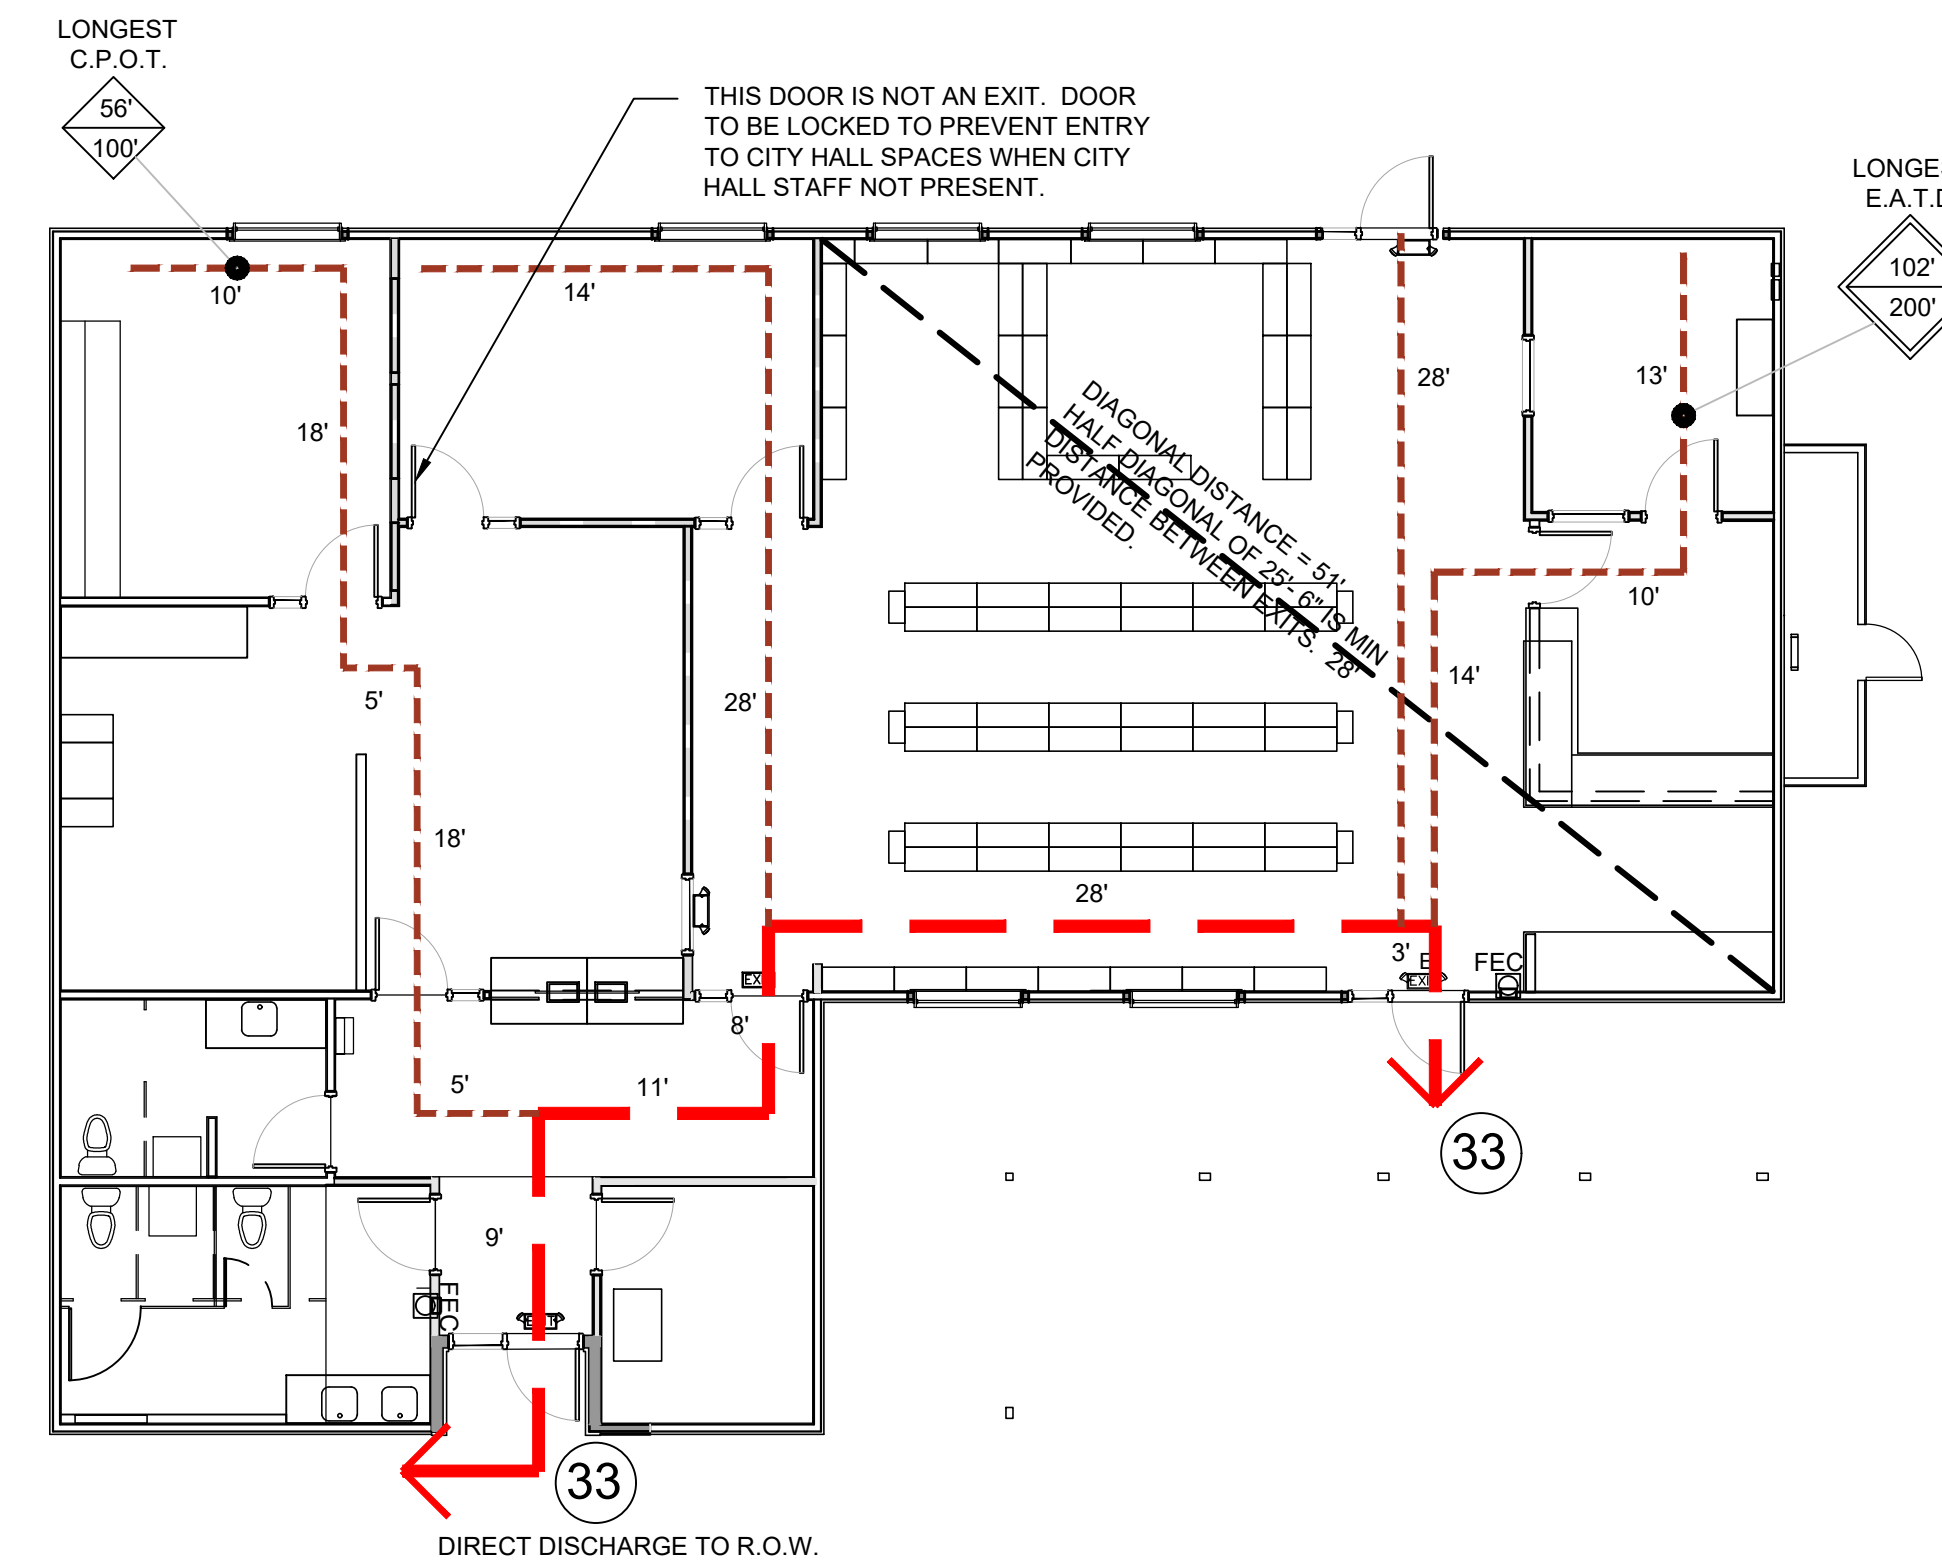 LONGEST
C.P.O.T.
56'
100'
THIS DOOR IS NOT AN EXIT. DOOR
TO BE LOCKED TO PREVENT ENTRY
TO CITY HALL SPACES WHEN CITY
HALL STAFF NOT PRESENT.
E.A.T.D
102'
200'
10'
14'
28'
13'
18'
DIAGONAL DISTANCE = 51'
HALF DIAGONAL OF 25'- 6" IS MIN
DISTANCE BETWEEN EXITS. 28'
PROVIDED.
10'
5'
28'
14'
18'
28'
3'
FEC
EXIT
8'
5'
11'
33
9'
FEC
33
DIRECT DISCHARGE TO R.O.W.